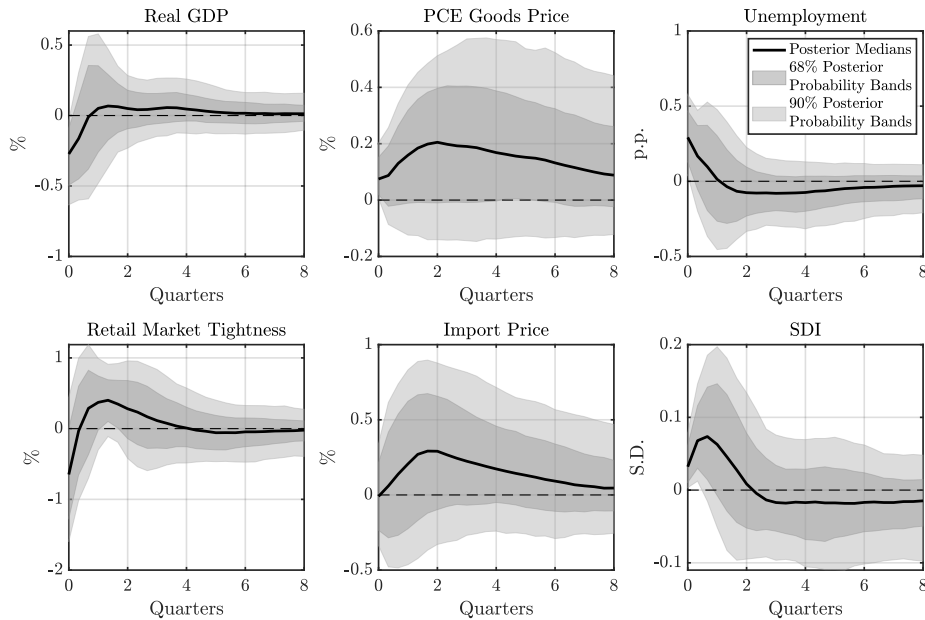 Real GDP
0.5
0
-0.5
-1
%
0 2 4 6 8
Quarters
PCE Goods Price
0.6
0.4
0.2
0
0.2
%
0 2 4 6 8
Quarters
Unemployment
1
0.5
0
-0.5
p.p.
Posterior Medians
68% Posterior
Probability Bands
90% Posterior
Probability Bands
0 2 4 6 8
Quarters
Retail Market Tightness
1
0
-1
-2
%
0 2 4 6 8
Quarters
Import Price
1
0.5
0
-0.5
%
0 2 4 6 8
Quarters
SDI
0.2
0.1
0
-0.1
S.D.
0 2 4 6 8
Quarters